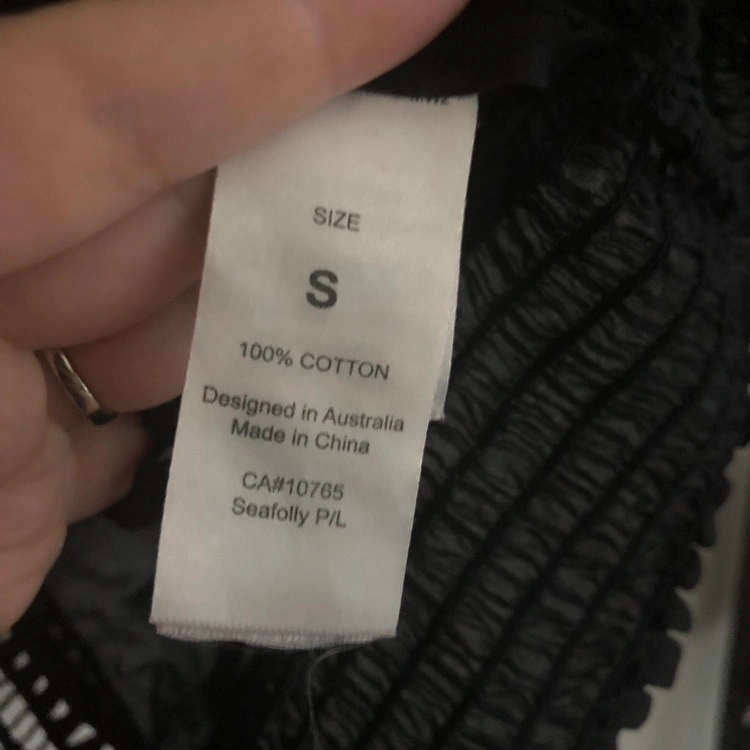 SIZE
S
100% COTTON
Designed in Australia
Made in China
CA#10765
Seafolly P/L